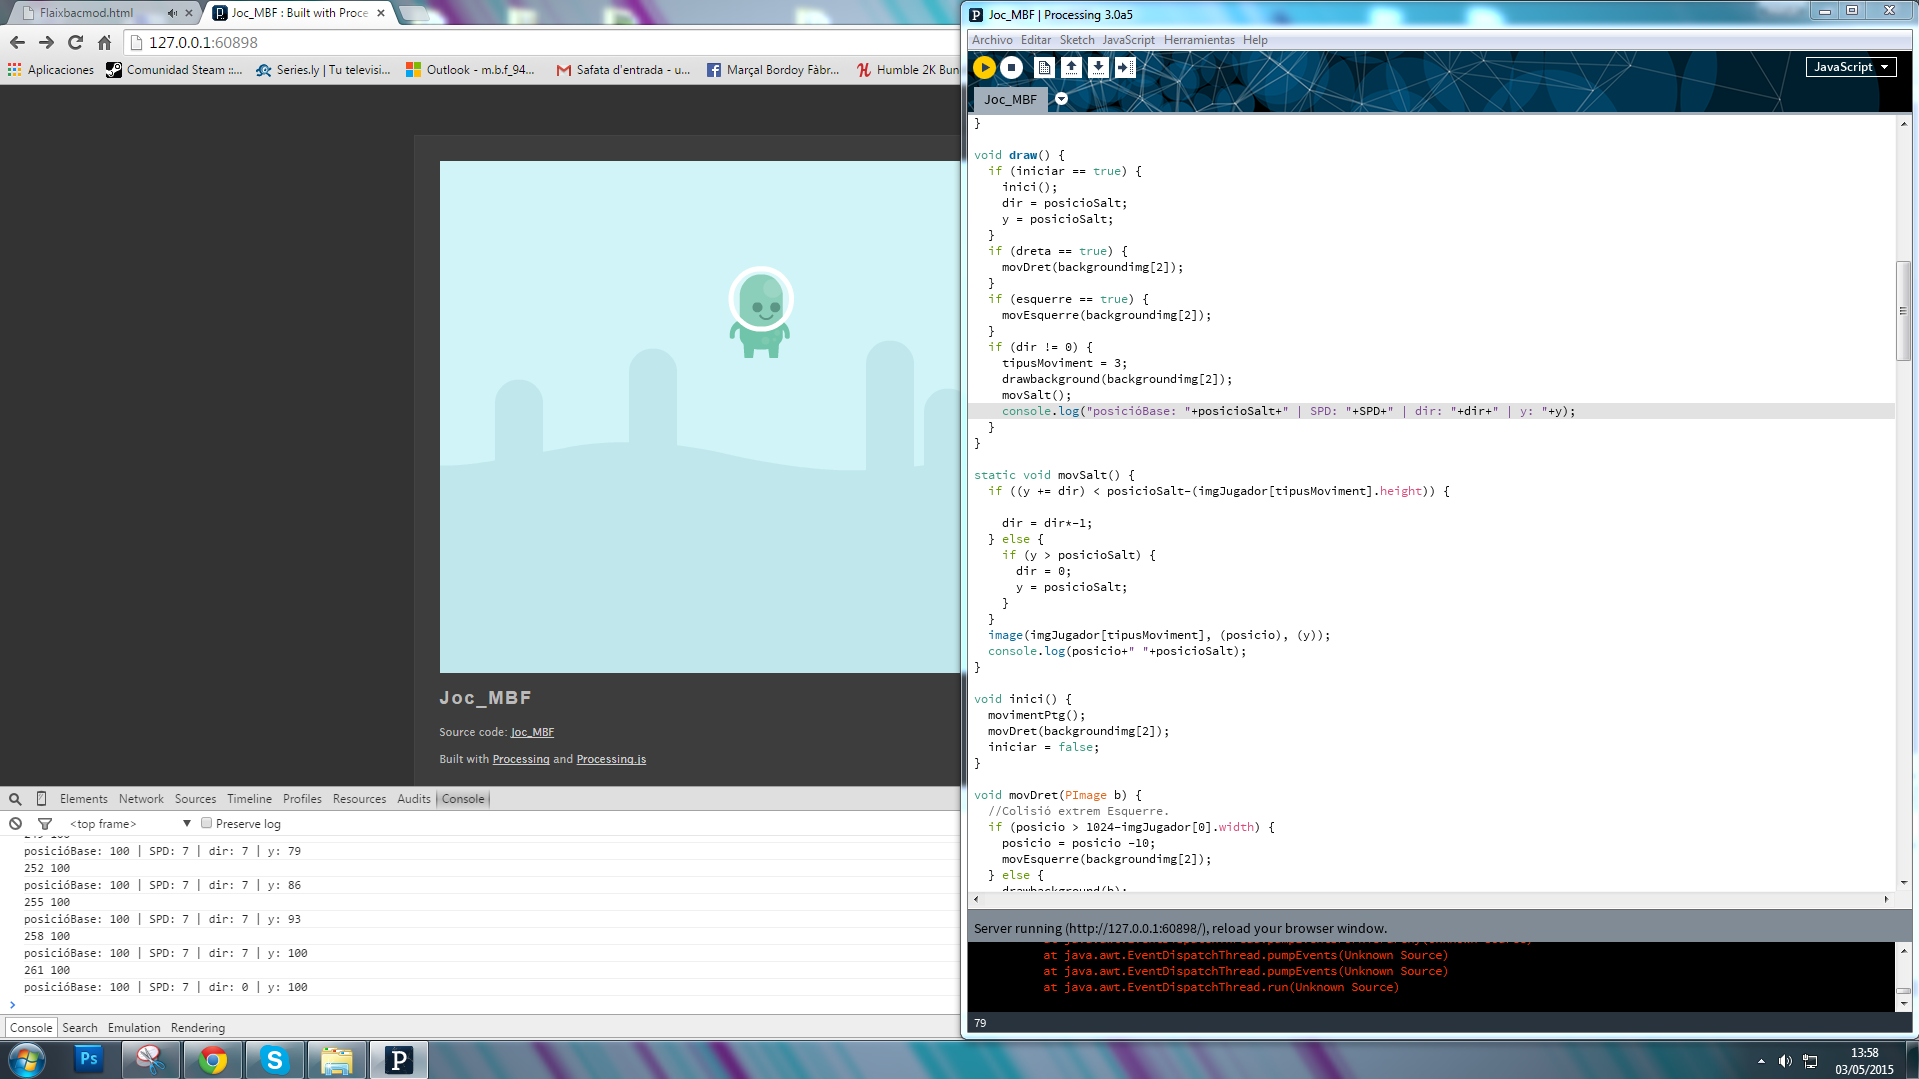 Flaixbacmod.html
Joc_MBF : Built with Proce
127.0.0.1:60898
Aplicaciones
Comunidad Steam ::...
Series.ly | Tu televisi...
Outlook - m.b.f_94...
Safata d'entrada - u...
Marçal Bordoy Fàbr...
Humble 2K Bun
Joc_MBF
Source code: Joc_MBF
Built with Processing and Processing.js
Elements Network Sources Timeline Profiles Resources Audits Console
<top frame> Preserve log
posicióBase: 100 | SPD: 7 | dir: 7 | y: 79
252 100
posicióBase: 100 | SPD: 7 | dir: 7 | y: 86
255 100
posicióBase: 100 | SPD: 7 | dir: 7 | y: 93
258 100
posicióBase: 100 | SPD: 7 | dir: 7 | y: 100
261 100
posicióBase: 100 | SPD: 7 | dir: 0 | y: 100
Console Search Emulation Rendering
Joc_MBF | Processing 3.0a5
Archivo Editar Sketch JavaScript Herramientas Help
JavaScript
Joc_MBF
}
void draw() {
if (iniciar == true) {
inici();
dir = posicioSalt;
y = posicioSalt;
}
if (dreta == true) {
movDret(backgroundimg[2]);
}
if (esquerre == true) {
movEsquerre(backgroundimg[2]);
}
if (dir != 0) {
tipusMoviment = 3;
drawbackground(backgroundimg[2]);
movSalt();
console.log("posicióBase: "+posicioSalt+" | SPD: "+SPD+" | dir: "+dir+" | y: "+y);
}
}
static void movSalt() {
if ((y += dir) < posicioSalt-(imgJugador[tipusMoviment].height)) {
dir = dir*-1;
} else {
if (y > posicioSalt) {
dir = 0;
y = posicioSalt;
}
}
image(imgJugador[tipusMoviment], (posicio), (y));
console.log(posicio+" "+posicioSalt);
}
void inici() {
movimentPtg();
movDret(backgroundimg[2]);
iniciar = false;
}
void movDret(PImage b) {
//Colisió extrem Esquerre.
if (posicio > 1024-imgJugador[0].width) {
posicio = posicio -10;
movEsquerre(backgroundimg[2]);
} else {
drawbackground(b);
Server running (http://127.0.0.1:60898/), reload your browser window.
at java.awt.EventDispatchThread.pumpEvents(Unknown Source)
at java.awt.EventDispatchThread.pumpEvents(Unknown Source)
at java.awt.EventDispatchThread.run(Unknown Source)
79
Ps
13:58
03/05/2015